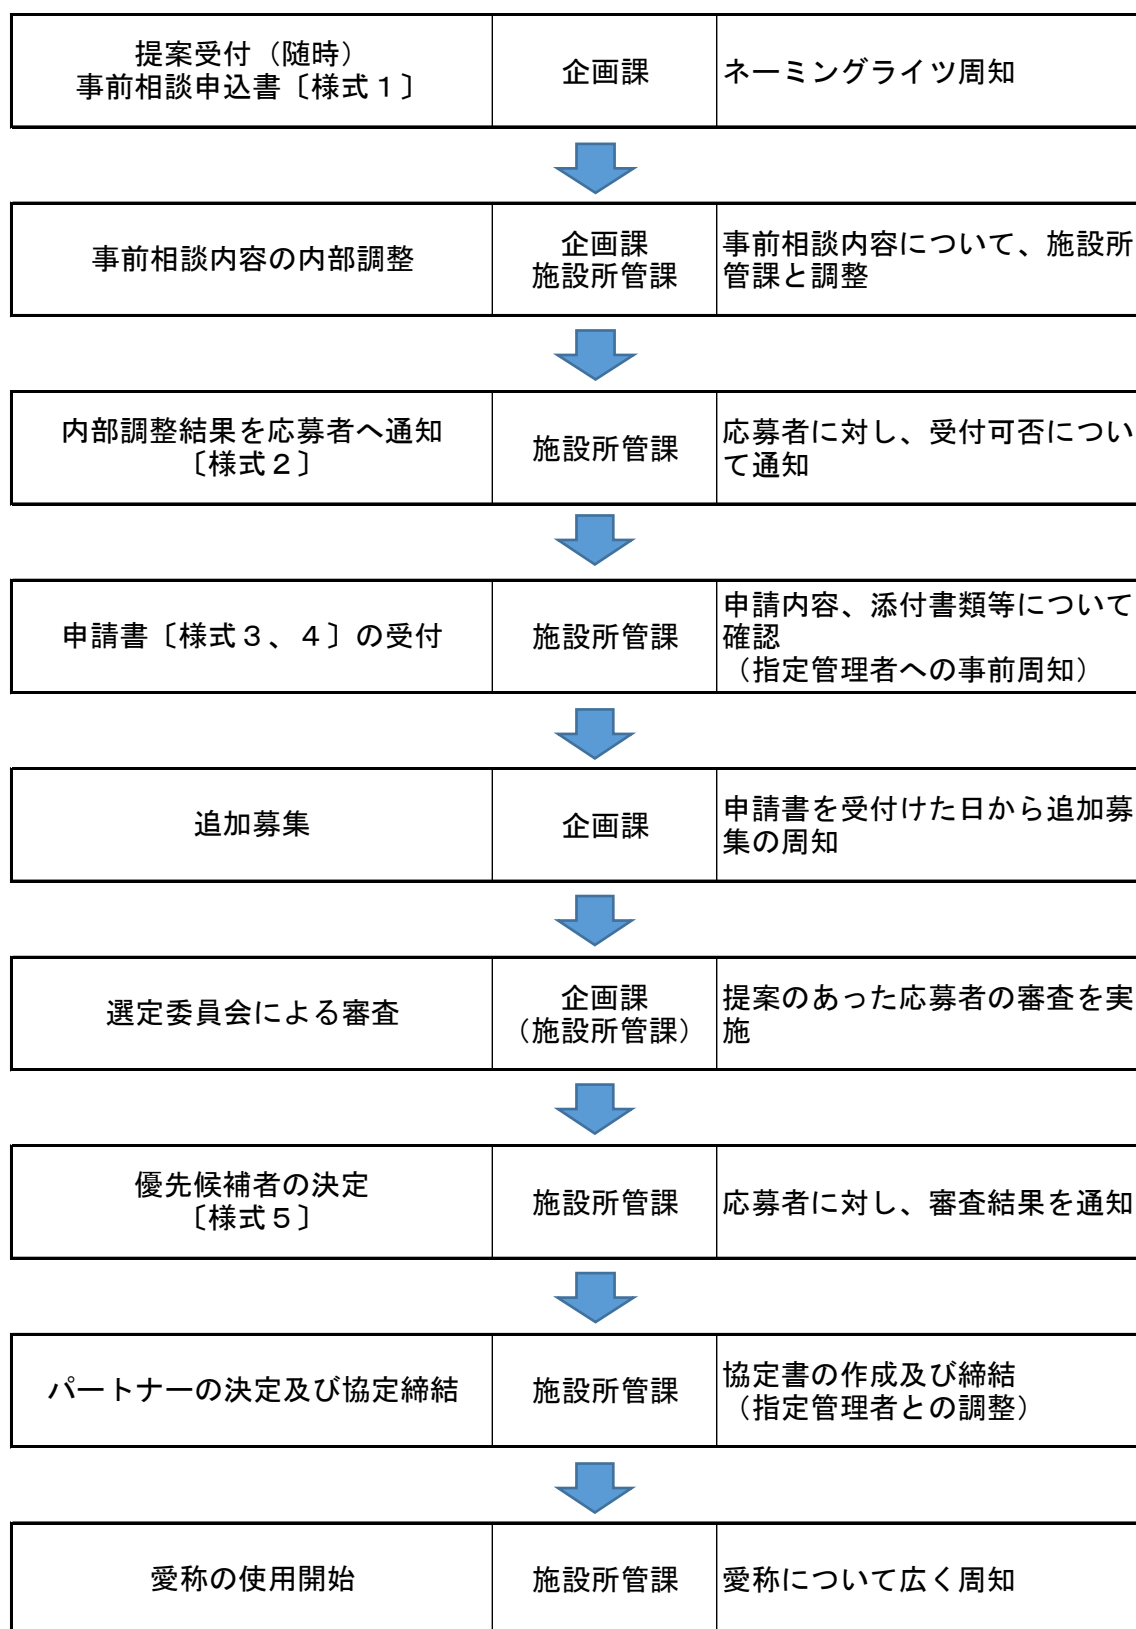 提案受付（随時）
事前相談申込書〔様式１〕
企画課
ネーミングライツ周知
事前相談内容の内部調整
企画課
施設所管課
事前相談内容について、施設所
管課と調整
内部調整結果を応募者へ通知
〔様式２〕
施設所管課
応募者に対し、受付可否につい
て通知
申請書〔様式３、４〕の受付
施設所管課
申請内容、添付書類等について
確認
（指定管理者への事前周知）
追加募集
企画課
申請書を受付けた日から追加募
集の周知
選定委員会による審査
企画課
（施設所管課）
提案のあった応募者の審査を実
施
優先候補者の決定
〔様式５〕
施設所管課
応募者に対し、審査結果を通知
パートナーの決定及び協定締結
施設所管課
協定書の作成及び締結
（指定管理者との調整）
愛称の使用開始
施設所管課
愛称について広く周知